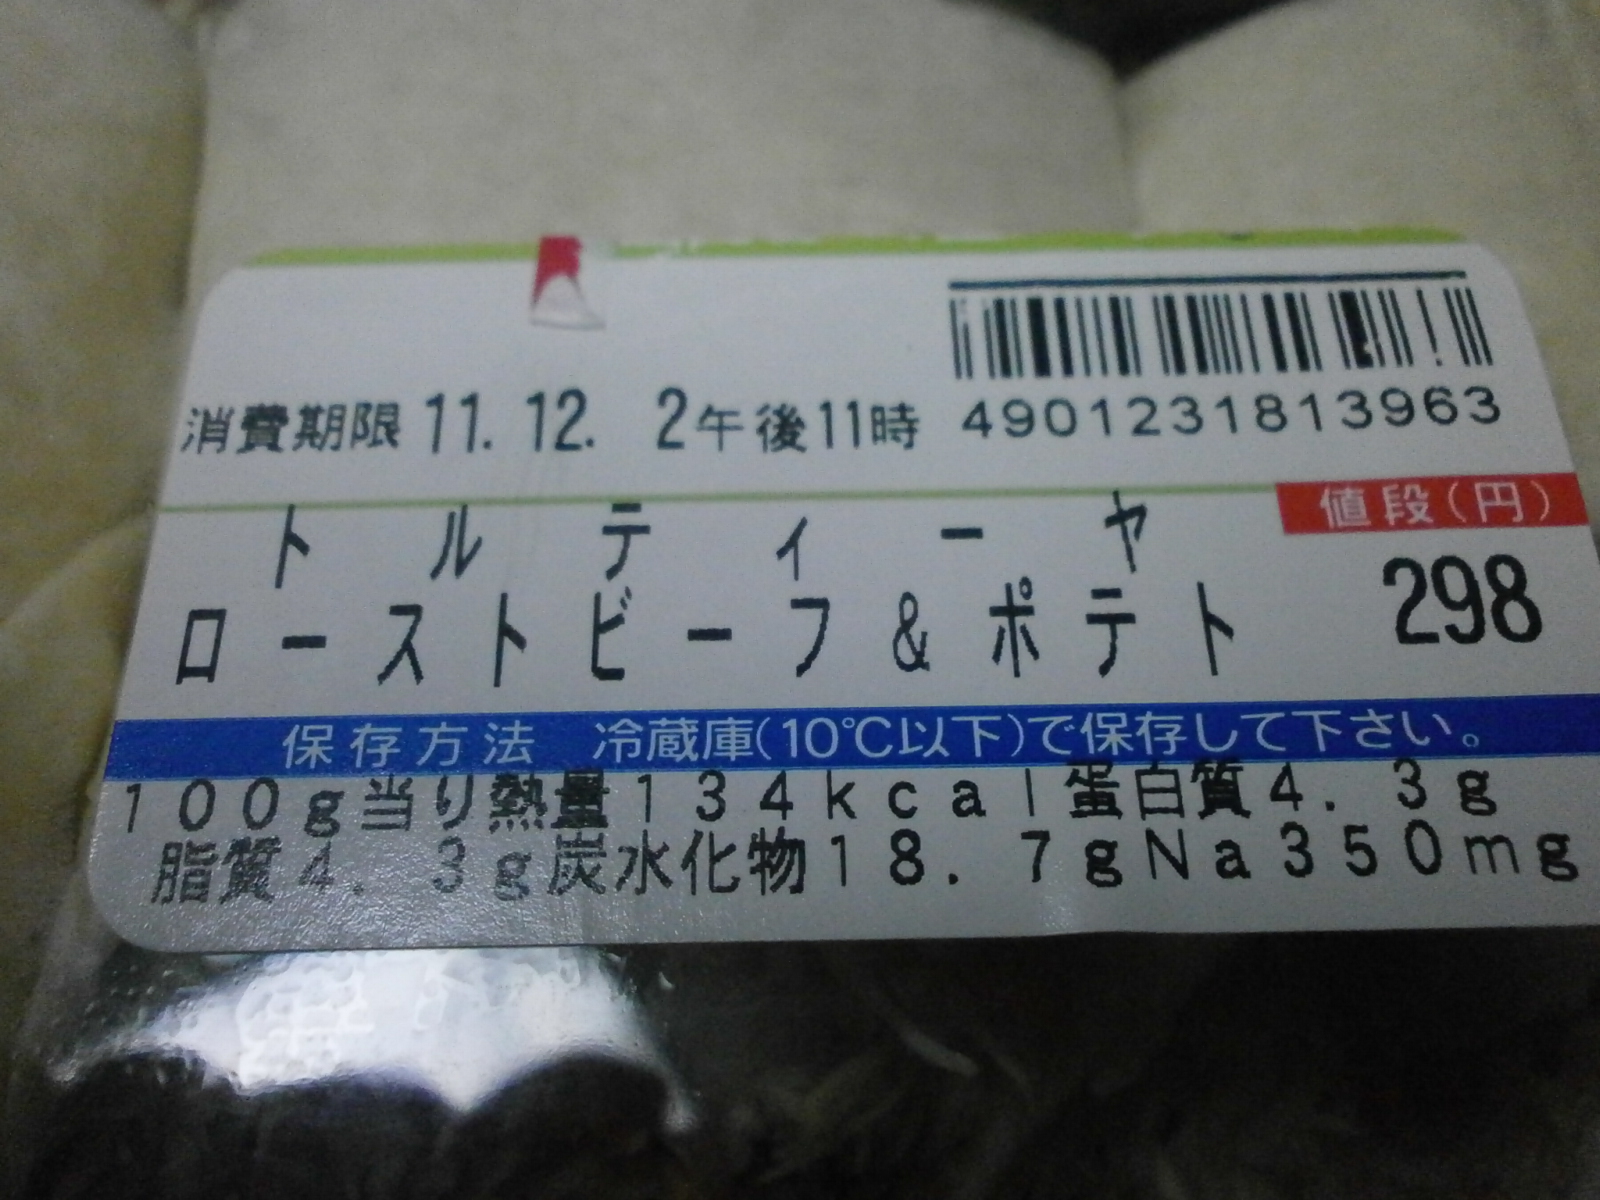 4901231813963
消費期限 11.12. 2午後11時
値段(円)
トルティーヤ
ローストビーフ&ポテト
298
保存方法 冷蔵庫(10℃以下)で保存して下さい。
100g当り熱量134kcal蛋白質4.3g
脂質4.3g炭水化物18.7gNa350mg